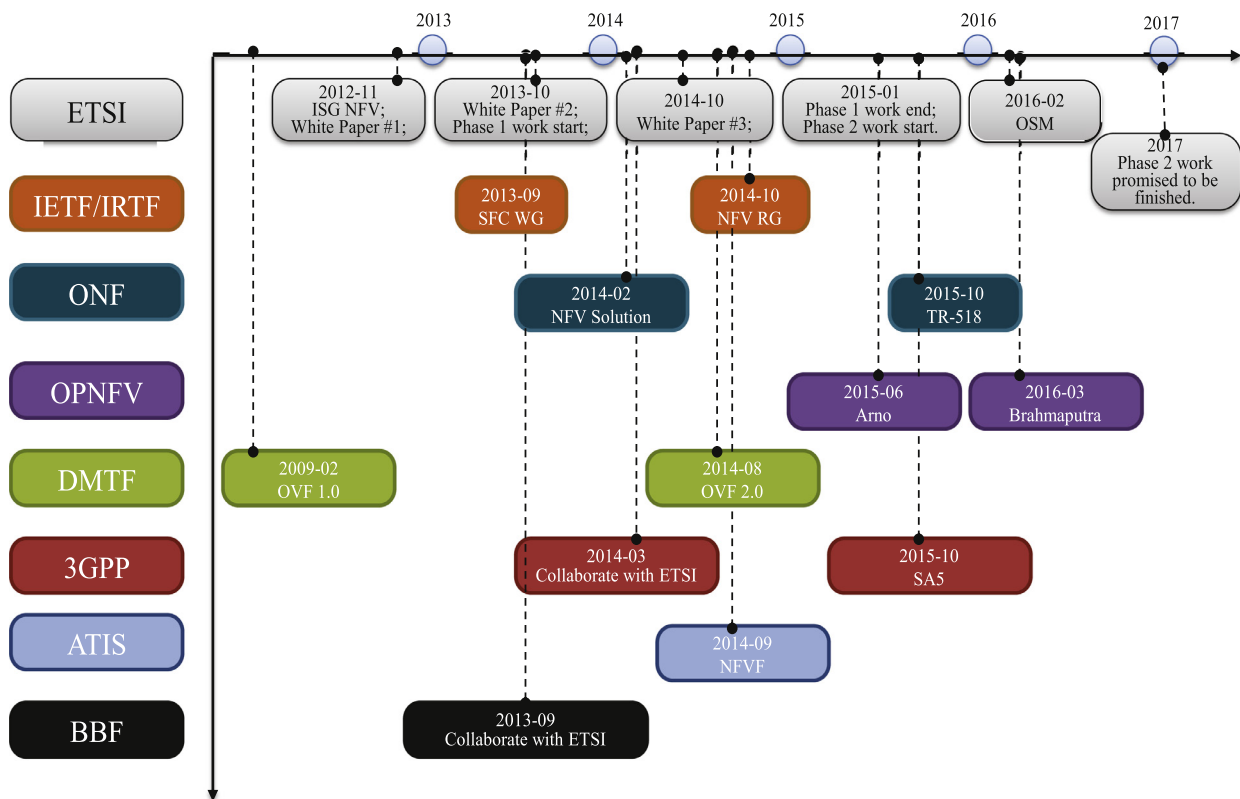 2013
2014
2015
2016
2017
ETSI
2012-11
ISG NFV;
White Paper #1;
2013-10
White Paper #2;
Phase 1 work start;
2014-10
White Paper #3;
2015-01
Phase 1 work end;
Phase 2 work start.
2016-02
OSM
2017
Phase 2 work
promised to be
finished.
IETF/IRTF
2013-09
SFC WG
2014-10
NFV RG
ONF
2014-02
NFV Solution
2015-10
TR-518
OPNFV
2015-06
Arno
2016-03
Brahmaputra
DMTF
2009-02
OVF 1.0
2014-08
OVF 2.0
3GPP
2014-03
Collaborate with ETSI
2015-10
SA5
ATIS
2014-09
NFVF
BBF
2013-09
Collaborate with ETSI